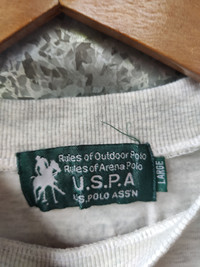 Rules of Outdoor Polo
Rules of Arena Polo
U.S.P.A
U.S. POLO ASS'N
LARGE